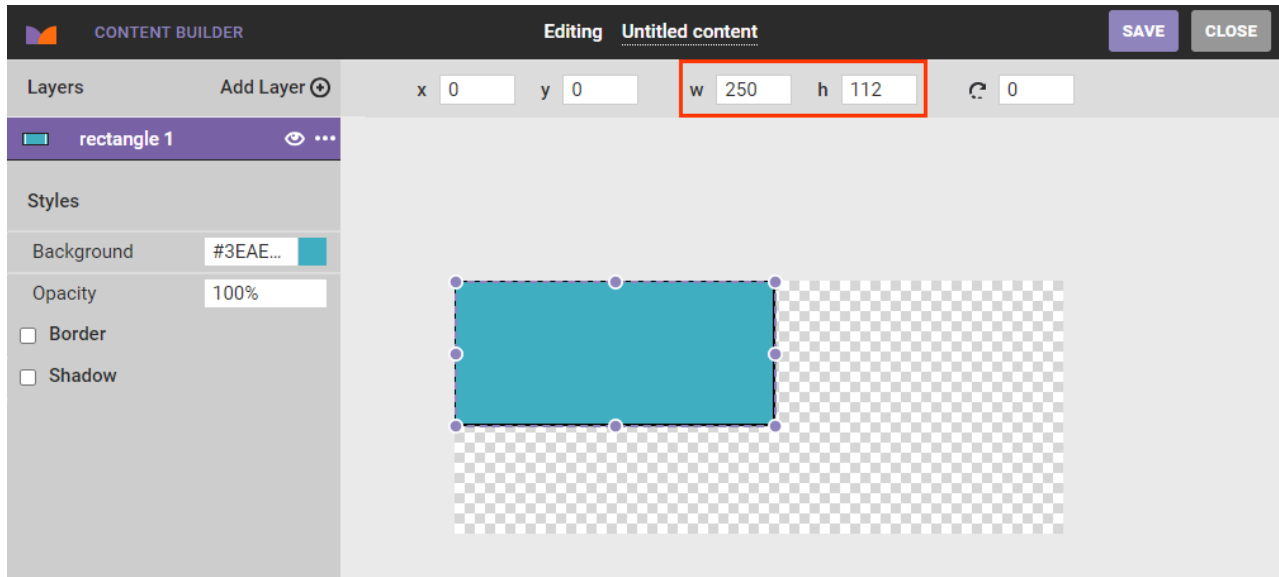 CONTENT BUILDER Editing Untitled content SAVE CLOSE
Layers Add Layer x 0 y 0 w 250 h 112 0
rectangle 1
Styles
Background #3EAE...
Opacity 100%
Border
Shadow